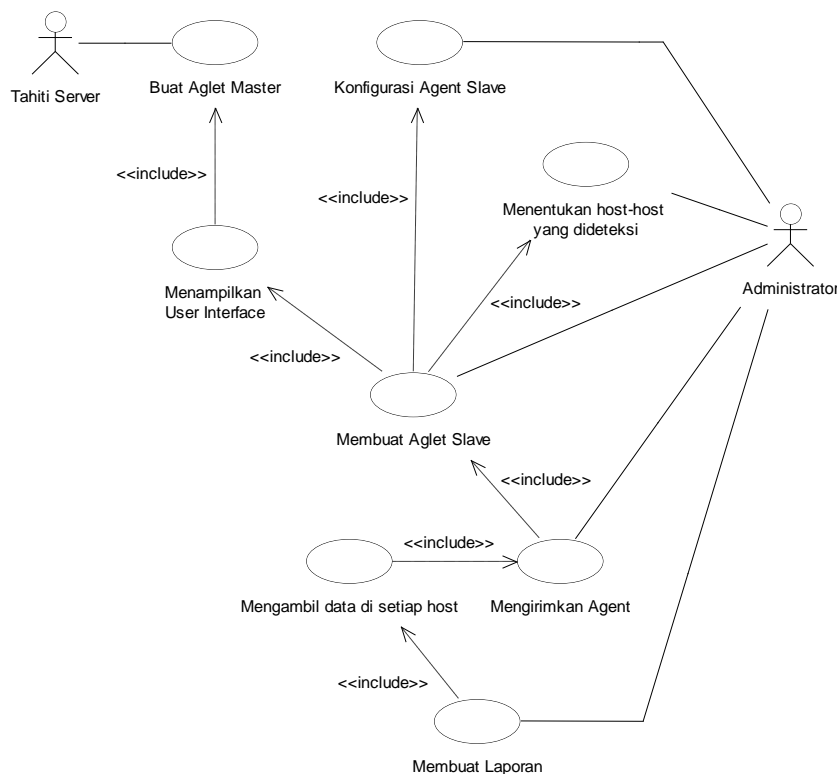 Tahiti Server
Buat Aglet Master
Konfigurasi Agent Slave
<<include>>
<<include>>
Menentukan host-host
yang dideteksi
Menampilkan
User Interface
Administrator
<<include>>
<<include>>
Membuat Aglet Slave
<<include>>
<<include>>
Mengambil data di setiap host
Mengirimkan Agent
<<include>>
Membuat Laporan